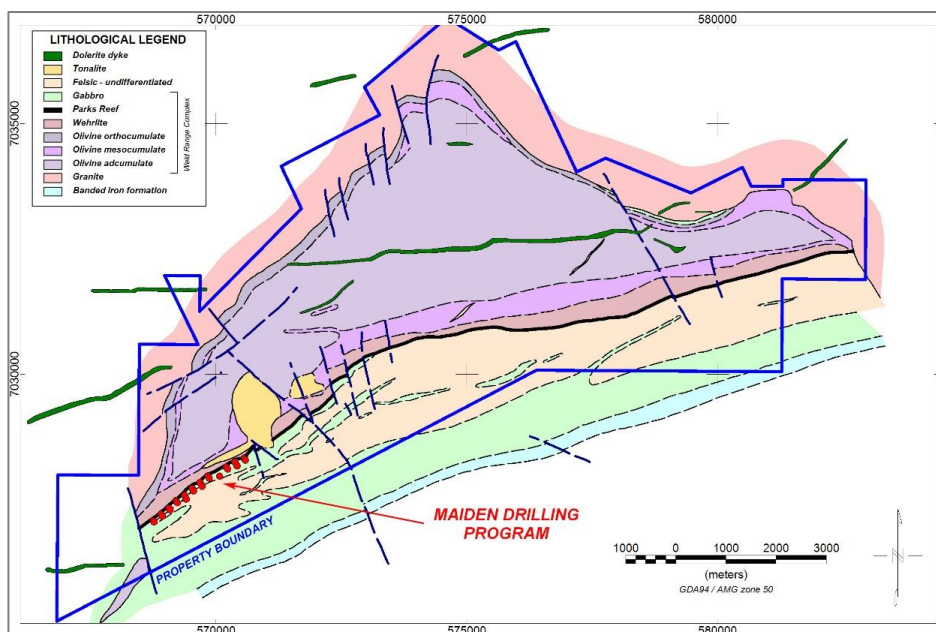 570000
575000
580000
LITHOLOGICAL LEGEND
Dolerite dyke
Tonalite
Felsic - undifferentiated
Gabbro
Parks Reef
Wehrlite
Olivine orthocumulate
Olivine mesocumulate
Olivine adcumulate
Granite
Banded Iron formation
Weld Range Complex
7035000
7030000
MAIDEN DRILLING
PROGRAM
PROPERTY BOUNDARY
1000 0 1000 2000 3000
(meters)
GDA94 / AMG zone 50
N
570000
575000
580000